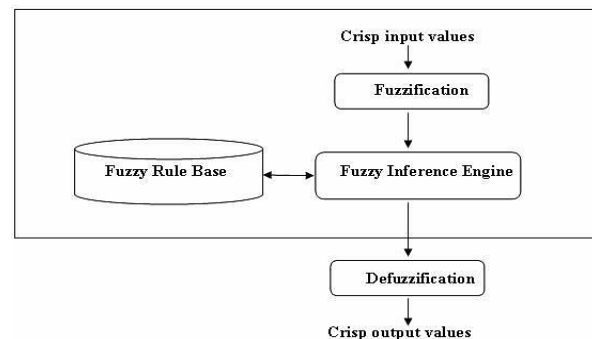 Crisp input values
Fuzzification
Fuzzy Rule Base
Fuzzy Inference Engine
Defuzzification
Crisp output values